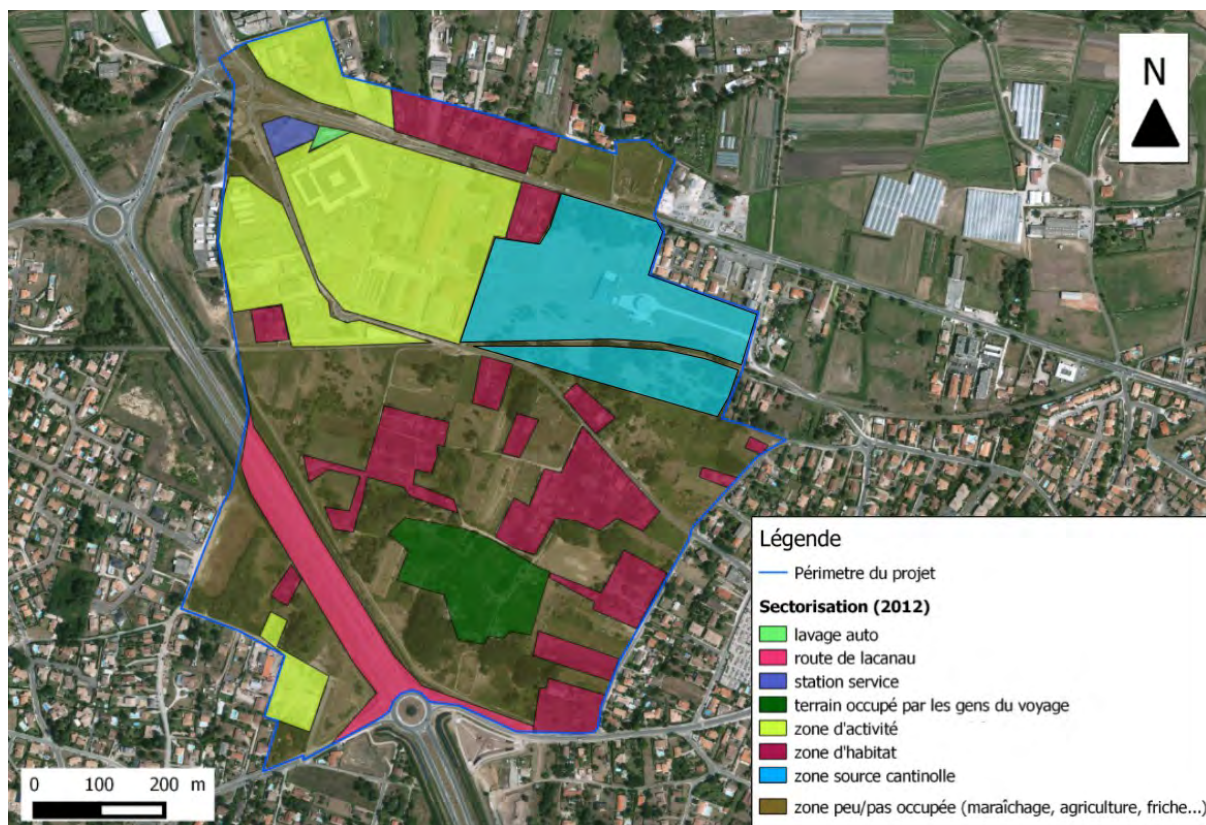 N
Légende
Périmetre du projet
Sectorisation (2012)
lavage auto
route de lacanau
station service
terrain occupé par les gens du voyage
zone d'activité
zone d'habitat
zone source cantinolle
zone peu/pas occupée (maraîchage, agriculture, friche...)
0 100 200 m